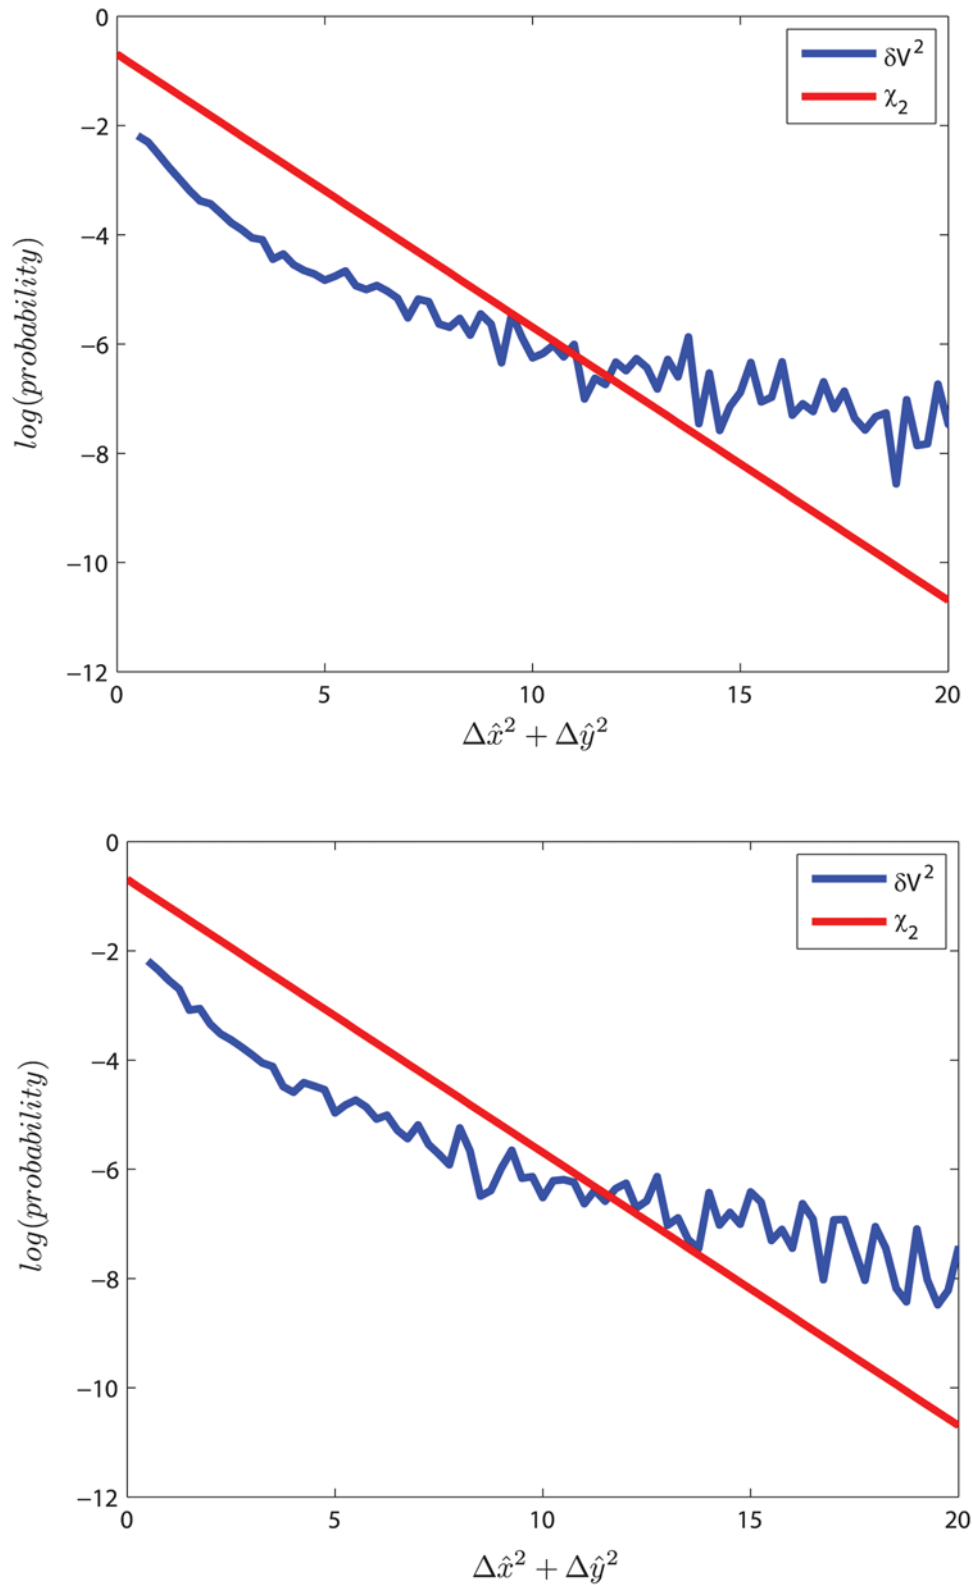 0
−2
−4
−6
−8
−10
−12
log(probability)
δV²
χ₂
0 5 10 15 20
Δx̂² + Δŷ²
0
−2
−4
−6
−8
−10
−12
log(probability)
δV²
χ₂
0 5 10 15 20
Δx̂² + Δŷ²